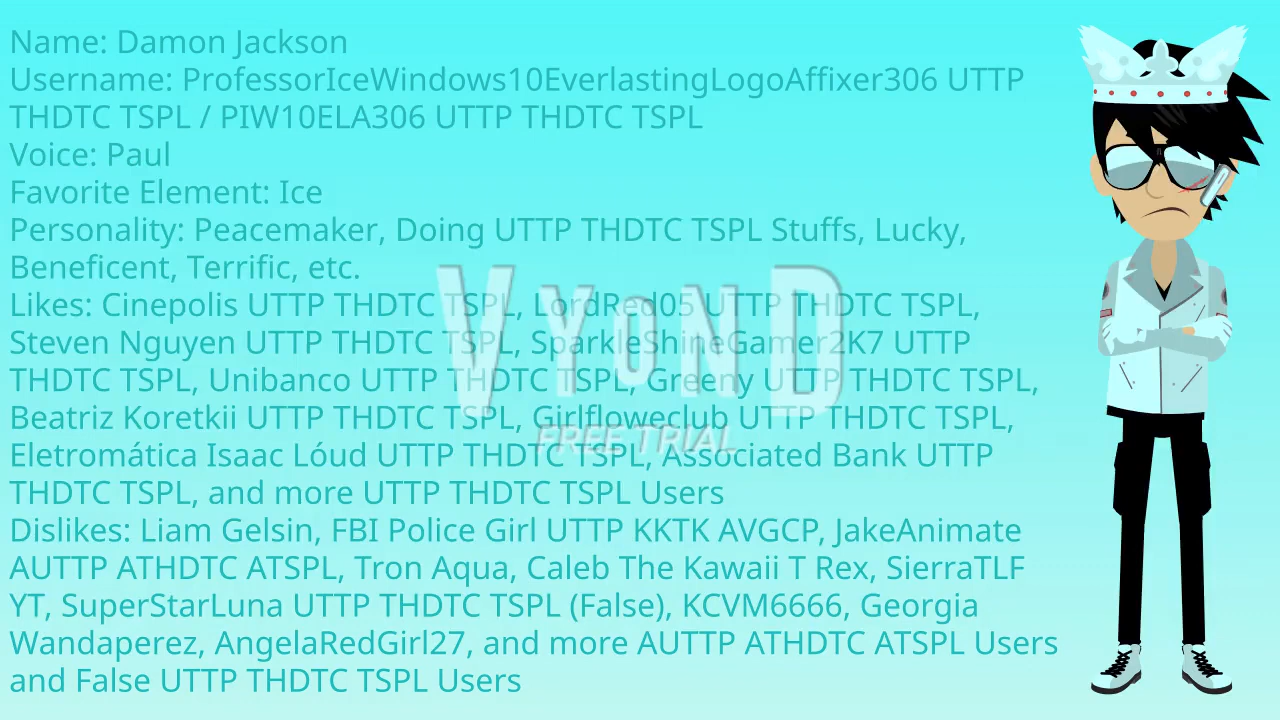 Name: Damon Jackson
Username: ProfessorIceWindows10EverlastingLogoAffixer306 UTTP
THDTC TSPL / PIW10ELA306 UTTP THDTC TSPL
Voice: Paul
Favorite Element: Ice
Personality: Peacemaker, Doing UTTP THDTC TSPL Stuffs, Lucky,
Beneficent, Terrific, etc.
Likes: Cinepolis UTTP THDTC TSPL, LordRed05 UTTP THDTC TSPL,
Steven Nguyen UTTP THDTC TSPL, SparkleShineGamer2K7 UTTP
THDTC TSPL, Unibanco UTTP THDTC TSPL, Greeny UTTP THDTC TSPL,
Beatriz Koretkii UTTP THDTC TSPL, Girlfloweclub UTTP THDTC TSPL,
Eletromática Isaac Lóud UTTP THDTC TSPL, Associated Bank UTTP
THDTC TSPL, and more UTTP THDTC TSPL Users
Dislikes: Liam Gelsin, FBI Police Girl UTTP KKTK AVGCP, JakeAnimate
AUTTP ATHDTC ATSPL, Tron Aqua, Caleb The Kawaii T Rex, SierraTLF
YT, SuperStarLuna UTTP THDTC TSPL (False), KCVM6666, Georgia
Wandaperez, AngelaRedGirl27, and more AUTTP ATHDTC ATSPL Users
and False UTTP THDTC TSPL Users
VYOND
FREE TRIAL